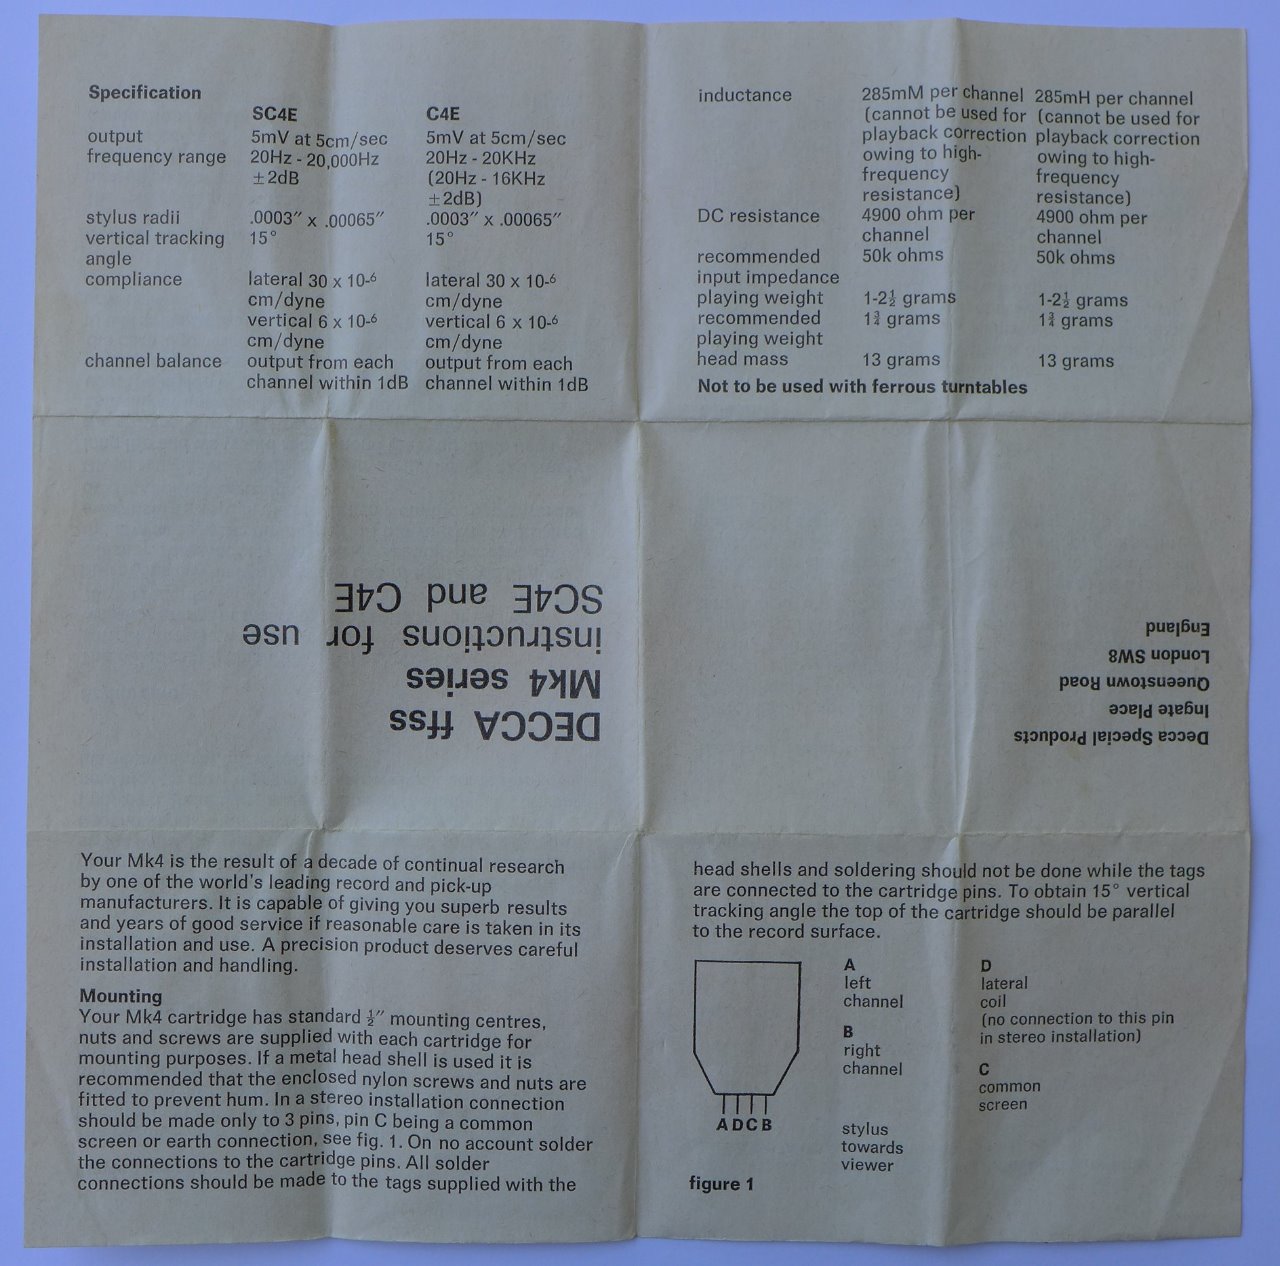 Specification
SC4E C4E
output 5mV at 5cm/sec 5mV at 5cm/sec
frequency range 20Hz - 20,000Hz 20Hz - 20KHz
±2dB (20Hz - 16KHz
±2dB)
stylus radii .0003″ x .00065″ .0003″ x .00065″
vertical tracking 15° 15°
angle
compliance lateral 30 x 10-⁶ lateral 30 x 10-⁶
cm/dyne cm/dyne
vertical 6 x 10-⁶ vertical 6 x 10-⁶
cm/dyne cm/dyne
channel balance output from each output from each
channel within 1dB channel within 1dB
inductance 285mM per channel 285mH per channel
(cannot be used for (cannot be used for
playback correction playback correction
owing to high- owing to high-
frequency frequency
resistance) resistance)
DC resistance 4900 ohm per 4900 ohm per
channel channel
recommended 50k ohms 50k ohms
input impedance
playing weight 1-2½ grams 1-2½ grams
recommended 1¾ grams 1¾ grams
playing weight
head mass 13 grams 13 grams
Not to be used with ferrous turntables
DECCA ffss
Mk4 series
instructions for use
SC4E and C4E
Decca Special Products
Ingate Place
Queenstown Road
London SW8
England
Your Mk4 is the result of a decade of continual research
by one of the world's leading record and pick-up
manufacturers. It is capable of giving you superb results
and years of good service if reasonable care is taken in its
installation and use. A precision product deserves careful
installation and handling.
Mounting
Your Mk4 cartridge has standard ½″ mounting centres,
nuts and screws are supplied with each cartridge for
mounting purposes. If a metal head shell is used it is
recommended that the enclosed nylon screws and nuts are
fitted to prevent hum. In a stereo installation connection
should be made only to 3 pins, pin C being a common
screen or earth connection, see fig. 1. On no account solder
the connections to the cartridge pins. All solder
connections should be made to the tags supplied with the
head shells and soldering should not be done while the tags
are connected to the cartridge pins. To obtain 15° vertical
tracking angle the top of the cartridge should be parallel
to the record surface.
A
left
channel
B
right
channel
D
lateral
coil
(no connection to this pin
in stereo installation)
C
common
screen
A D C B
stylus
towards
viewer
figure 1